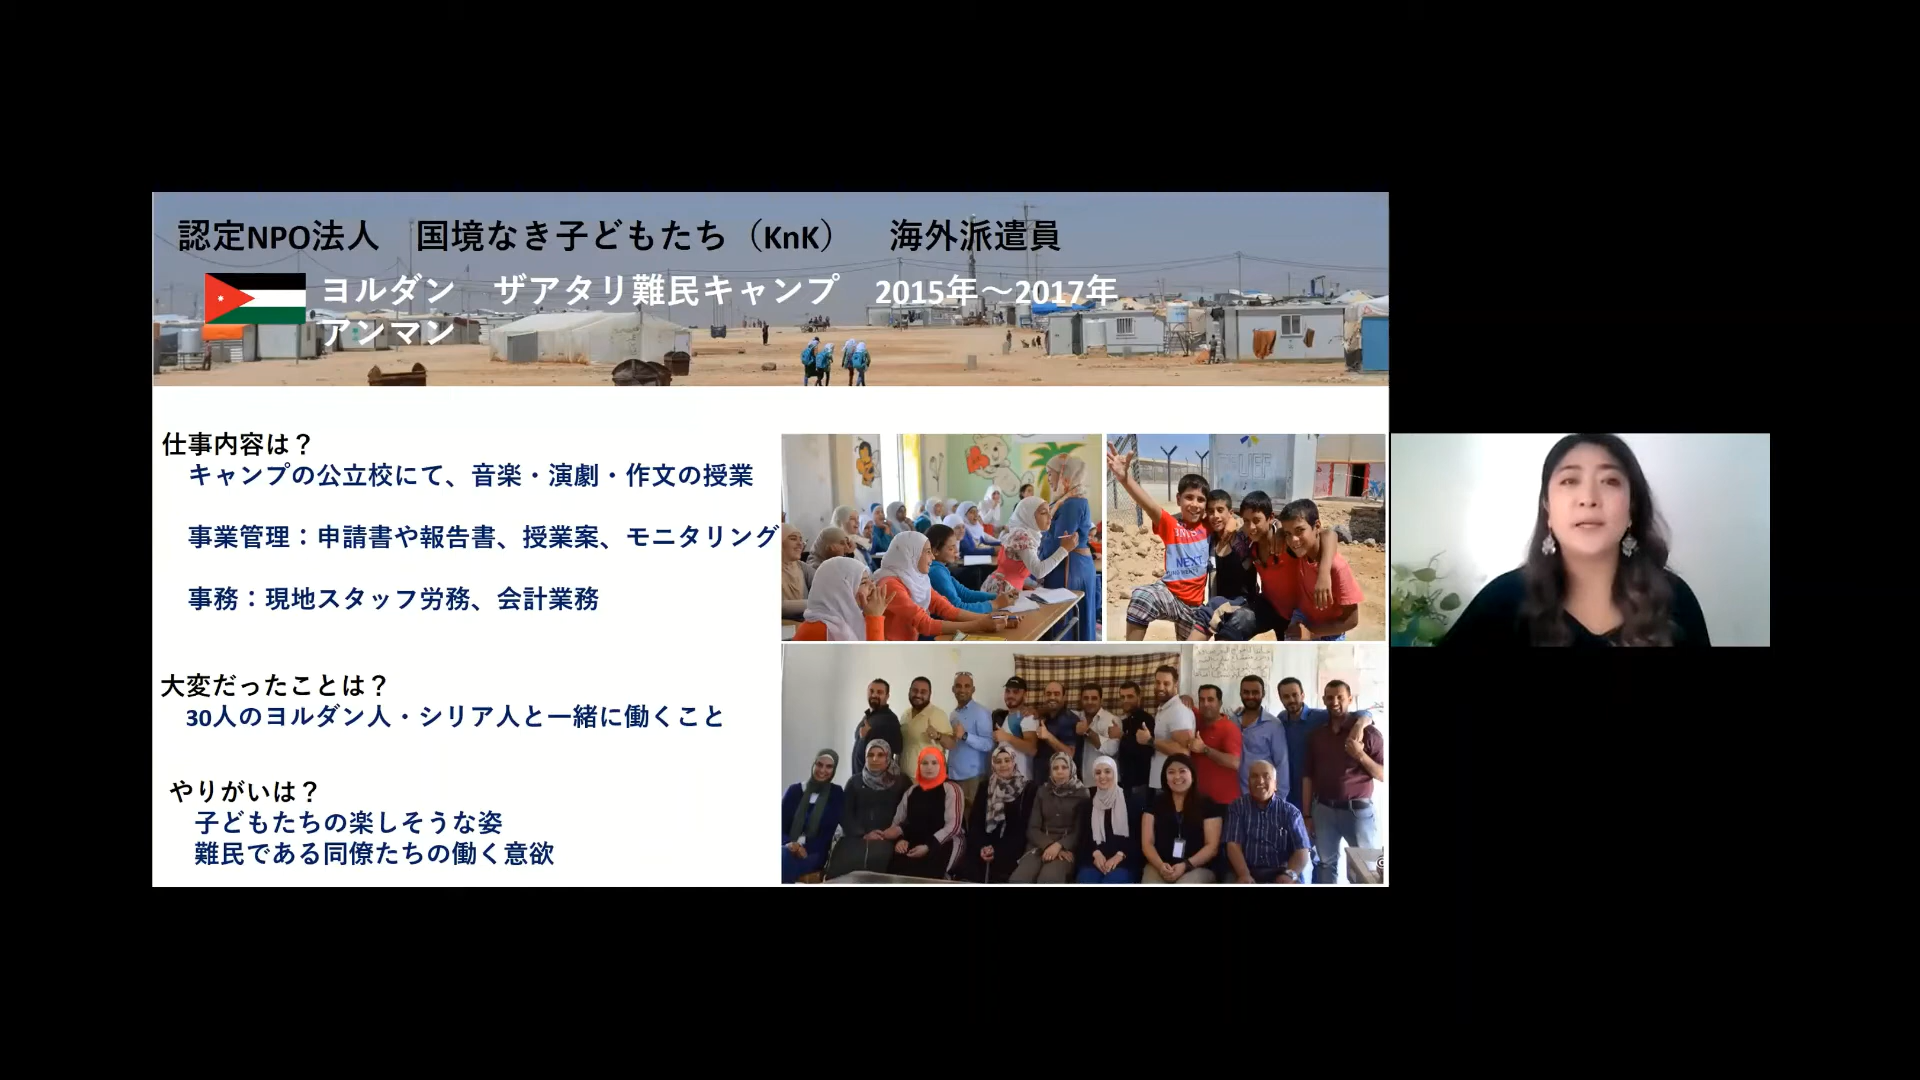 認定NPO法人　国境なき子どもたち（KnK）　海外派遣員
ヨルダン　ザアタリ難民キャンプ　2015年～2017年
アンマン
仕事内容は？
キャンプの公立校にて、音楽・演劇・作文の授業
事業管理：申請書や報告書、授業案、モニタリング
事務：現地スタッフ労務、会計業務
大変だったことは？
30人のヨルダン人・シリア人と一緒に働くこと
やりがいは？
子どもたちの楽しそうな姿
難民である同僚たちの働く意欲
NEXT